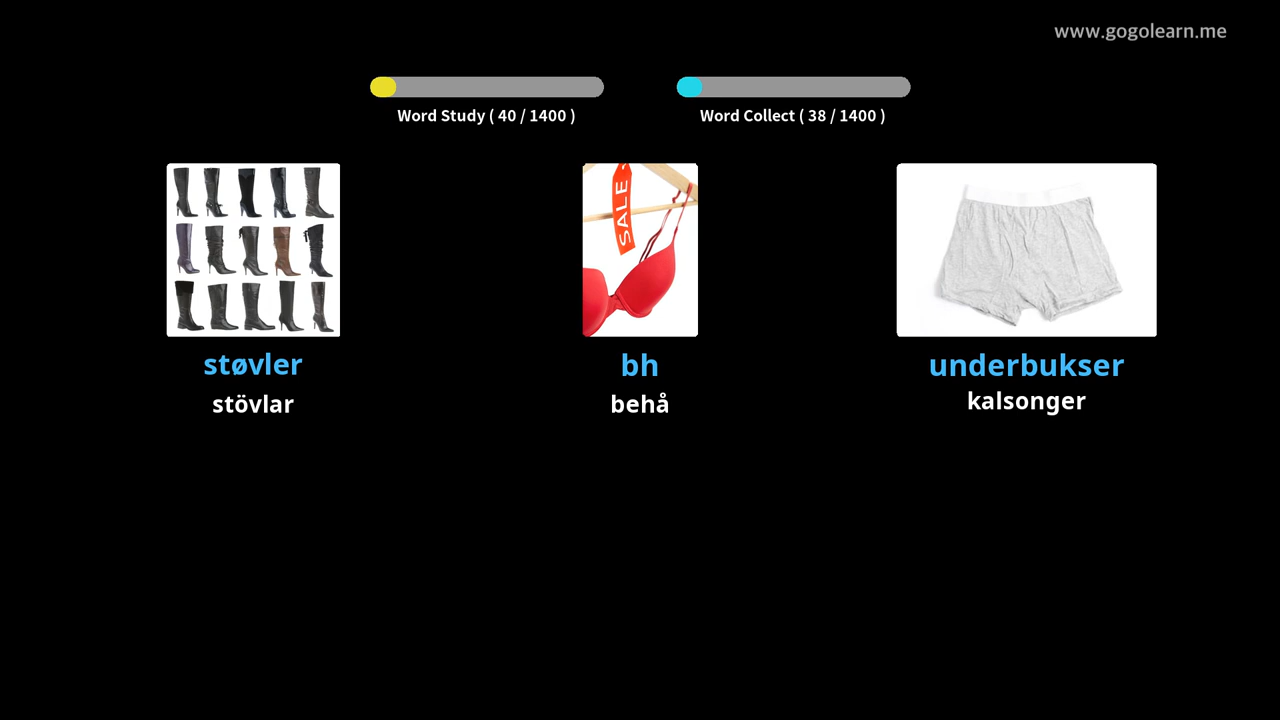 www.gogolearn.me
Word Study ( 40 / 1400 )
Word Collect ( 38 / 1400 )
SALE
støvler
bh
underbukser
stövlar
behå
kalsonger